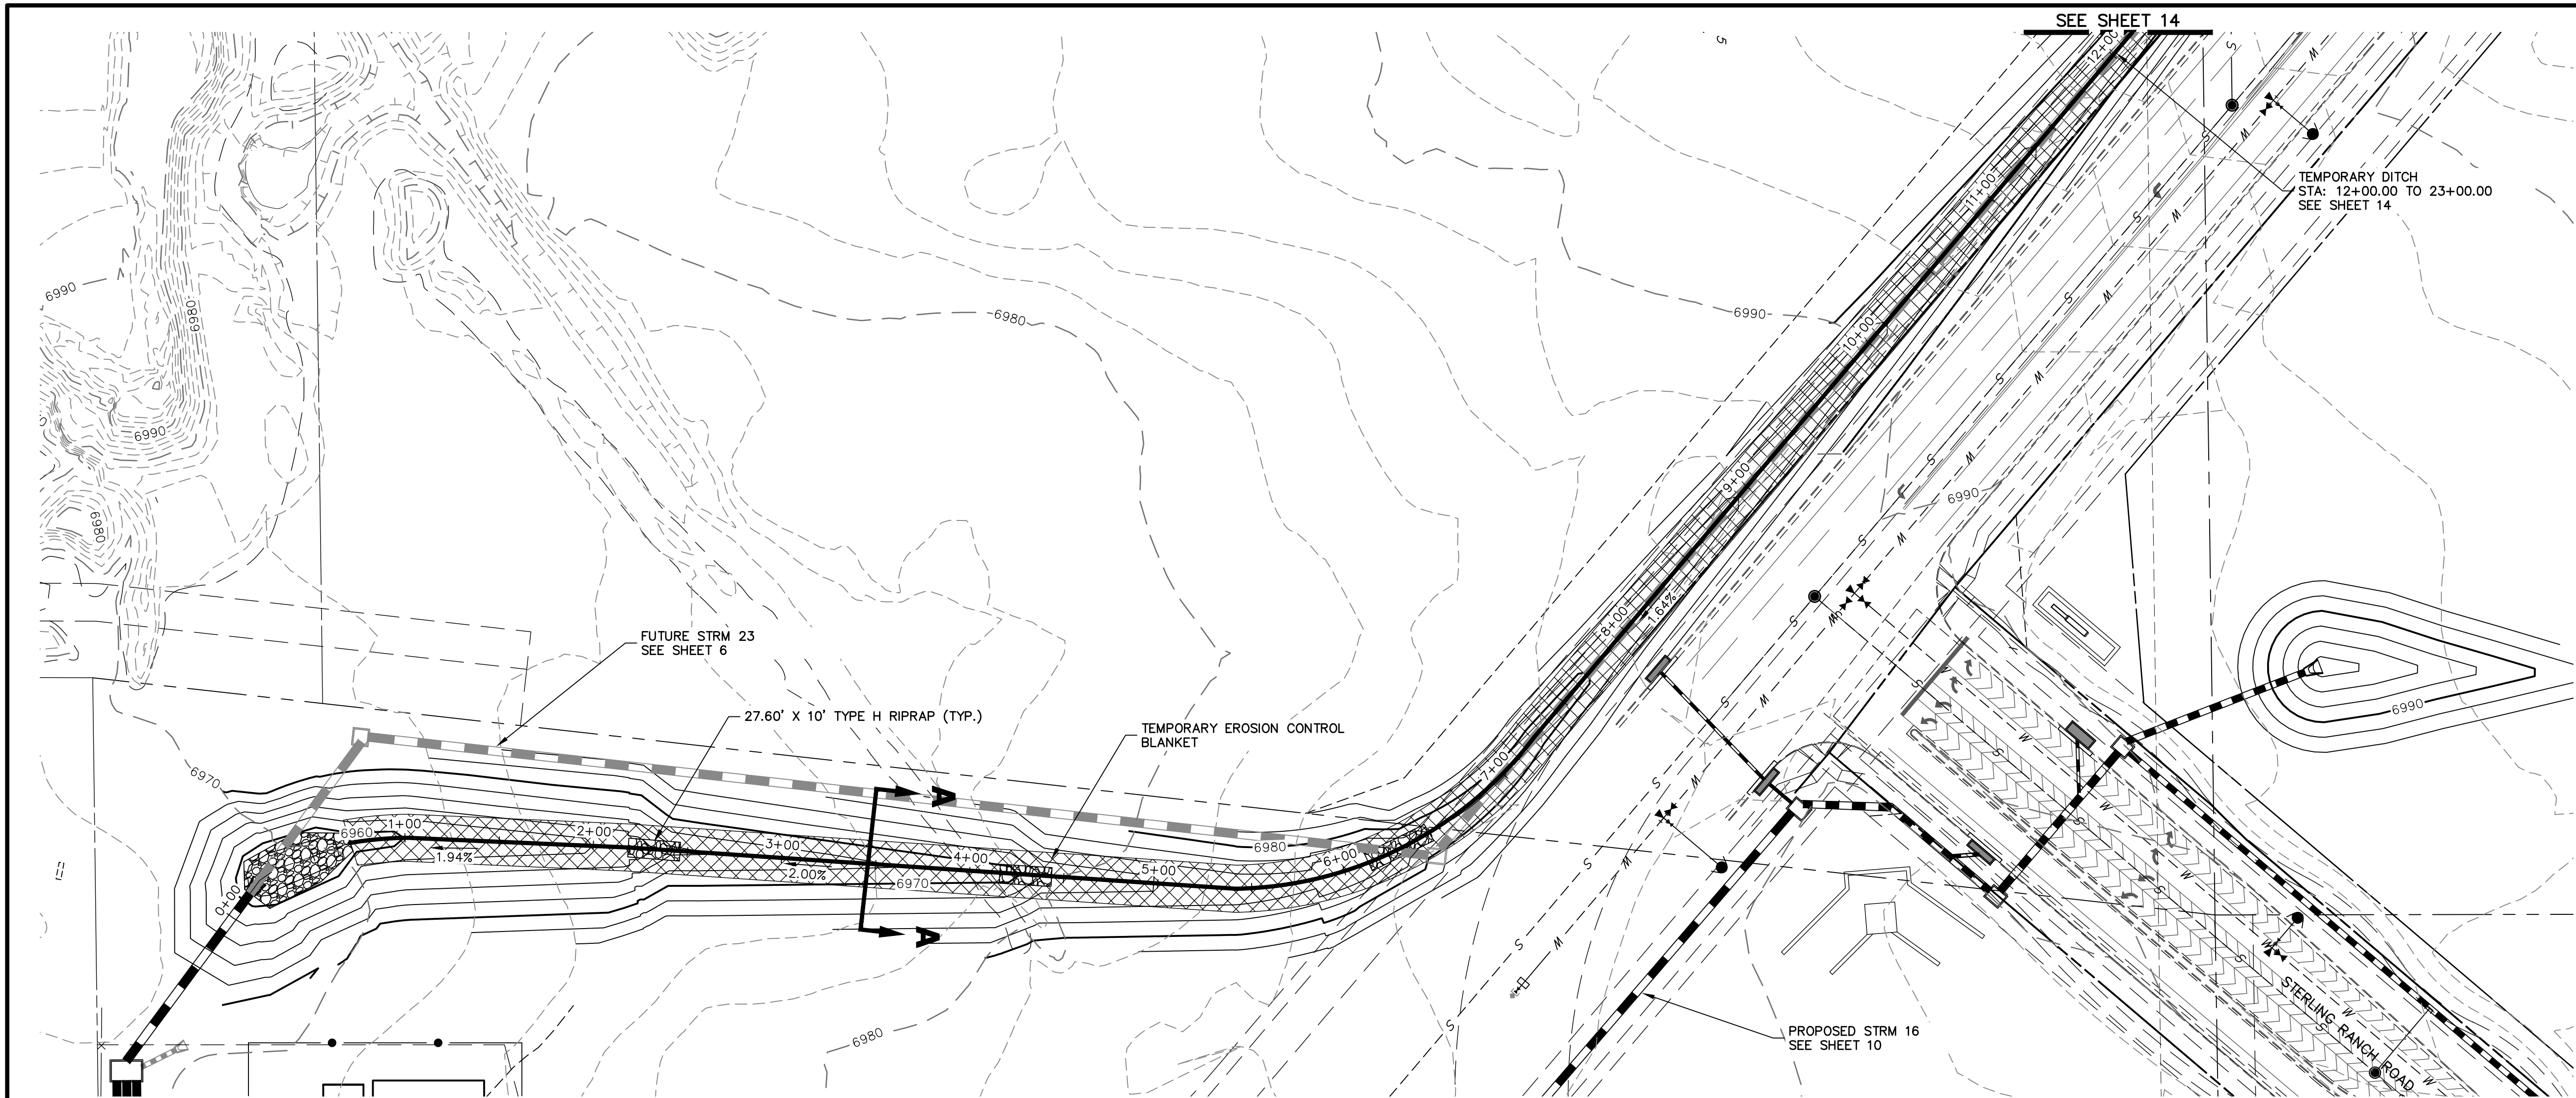 SEE SHEET 14
12+00
S
W
5
TEMPORARY DITCH
STA: 12+00.00 TO 23+00.00
SEE SHEET 14
11+00
6990
6980
6980
6990
10+00
6990
9+00
6990
6980
8+00
1.64%
FUTURE STRM 23
SEE SHEET 6
27.60' X 10' TYPE H RIPRAP (TYP.)
TEMPORARY EROSION CONTROL
BLANKET
6990
7+00
6970
A
1+00
6960
2+00
3+00
4+00
5+00
6+00
6980
1.94%
2.00%
6970
0+00
A
STERLING RANCH ROAD
PROPOSED STRM 16
SEE SHEET 10
6980